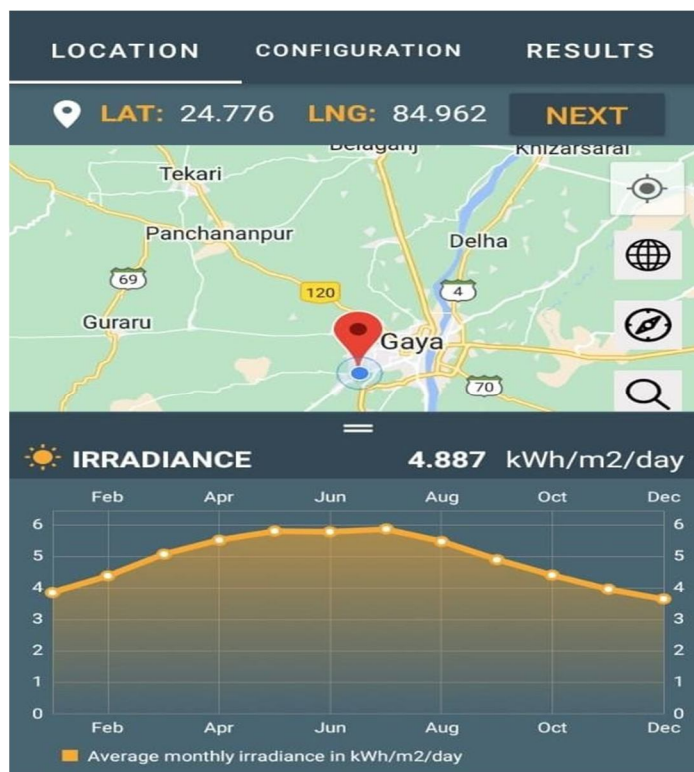 LOCATION CONFIGURATION RESULTS
LAT: 24.776 LNG: 84.962 NEXT
Belaganj Khizarsarai
Tekari
Panchananpur
Delha
69
120
4
Guraru
Gaya
70
IRRADIANCE 4.887 kWh/m2/day
Feb Apr Jun Aug Oct Dec
6 6
5 5
4 4
3 3
2 2
1 1
0 0
Feb Apr Jun Aug Oct Dec
Average monthly irradiance in kWh/m2/day